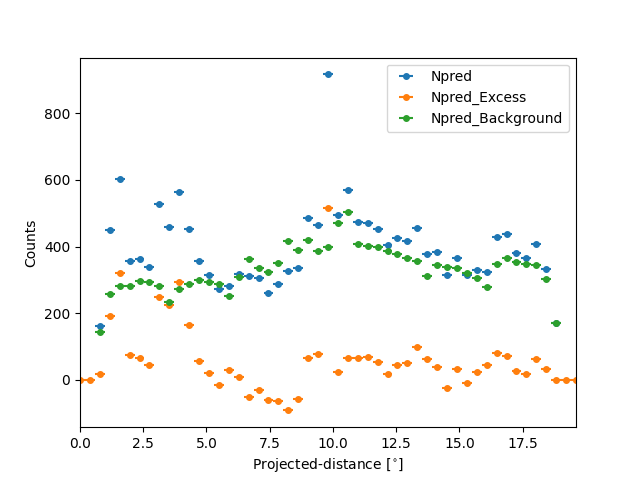 Npred
Npred_Excess
Npred_Background
Counts
800
600
400
200
0
0.0 2.5 5.0 7.5 10.0 12.5 15.0 17.5
Projected-distance [°]